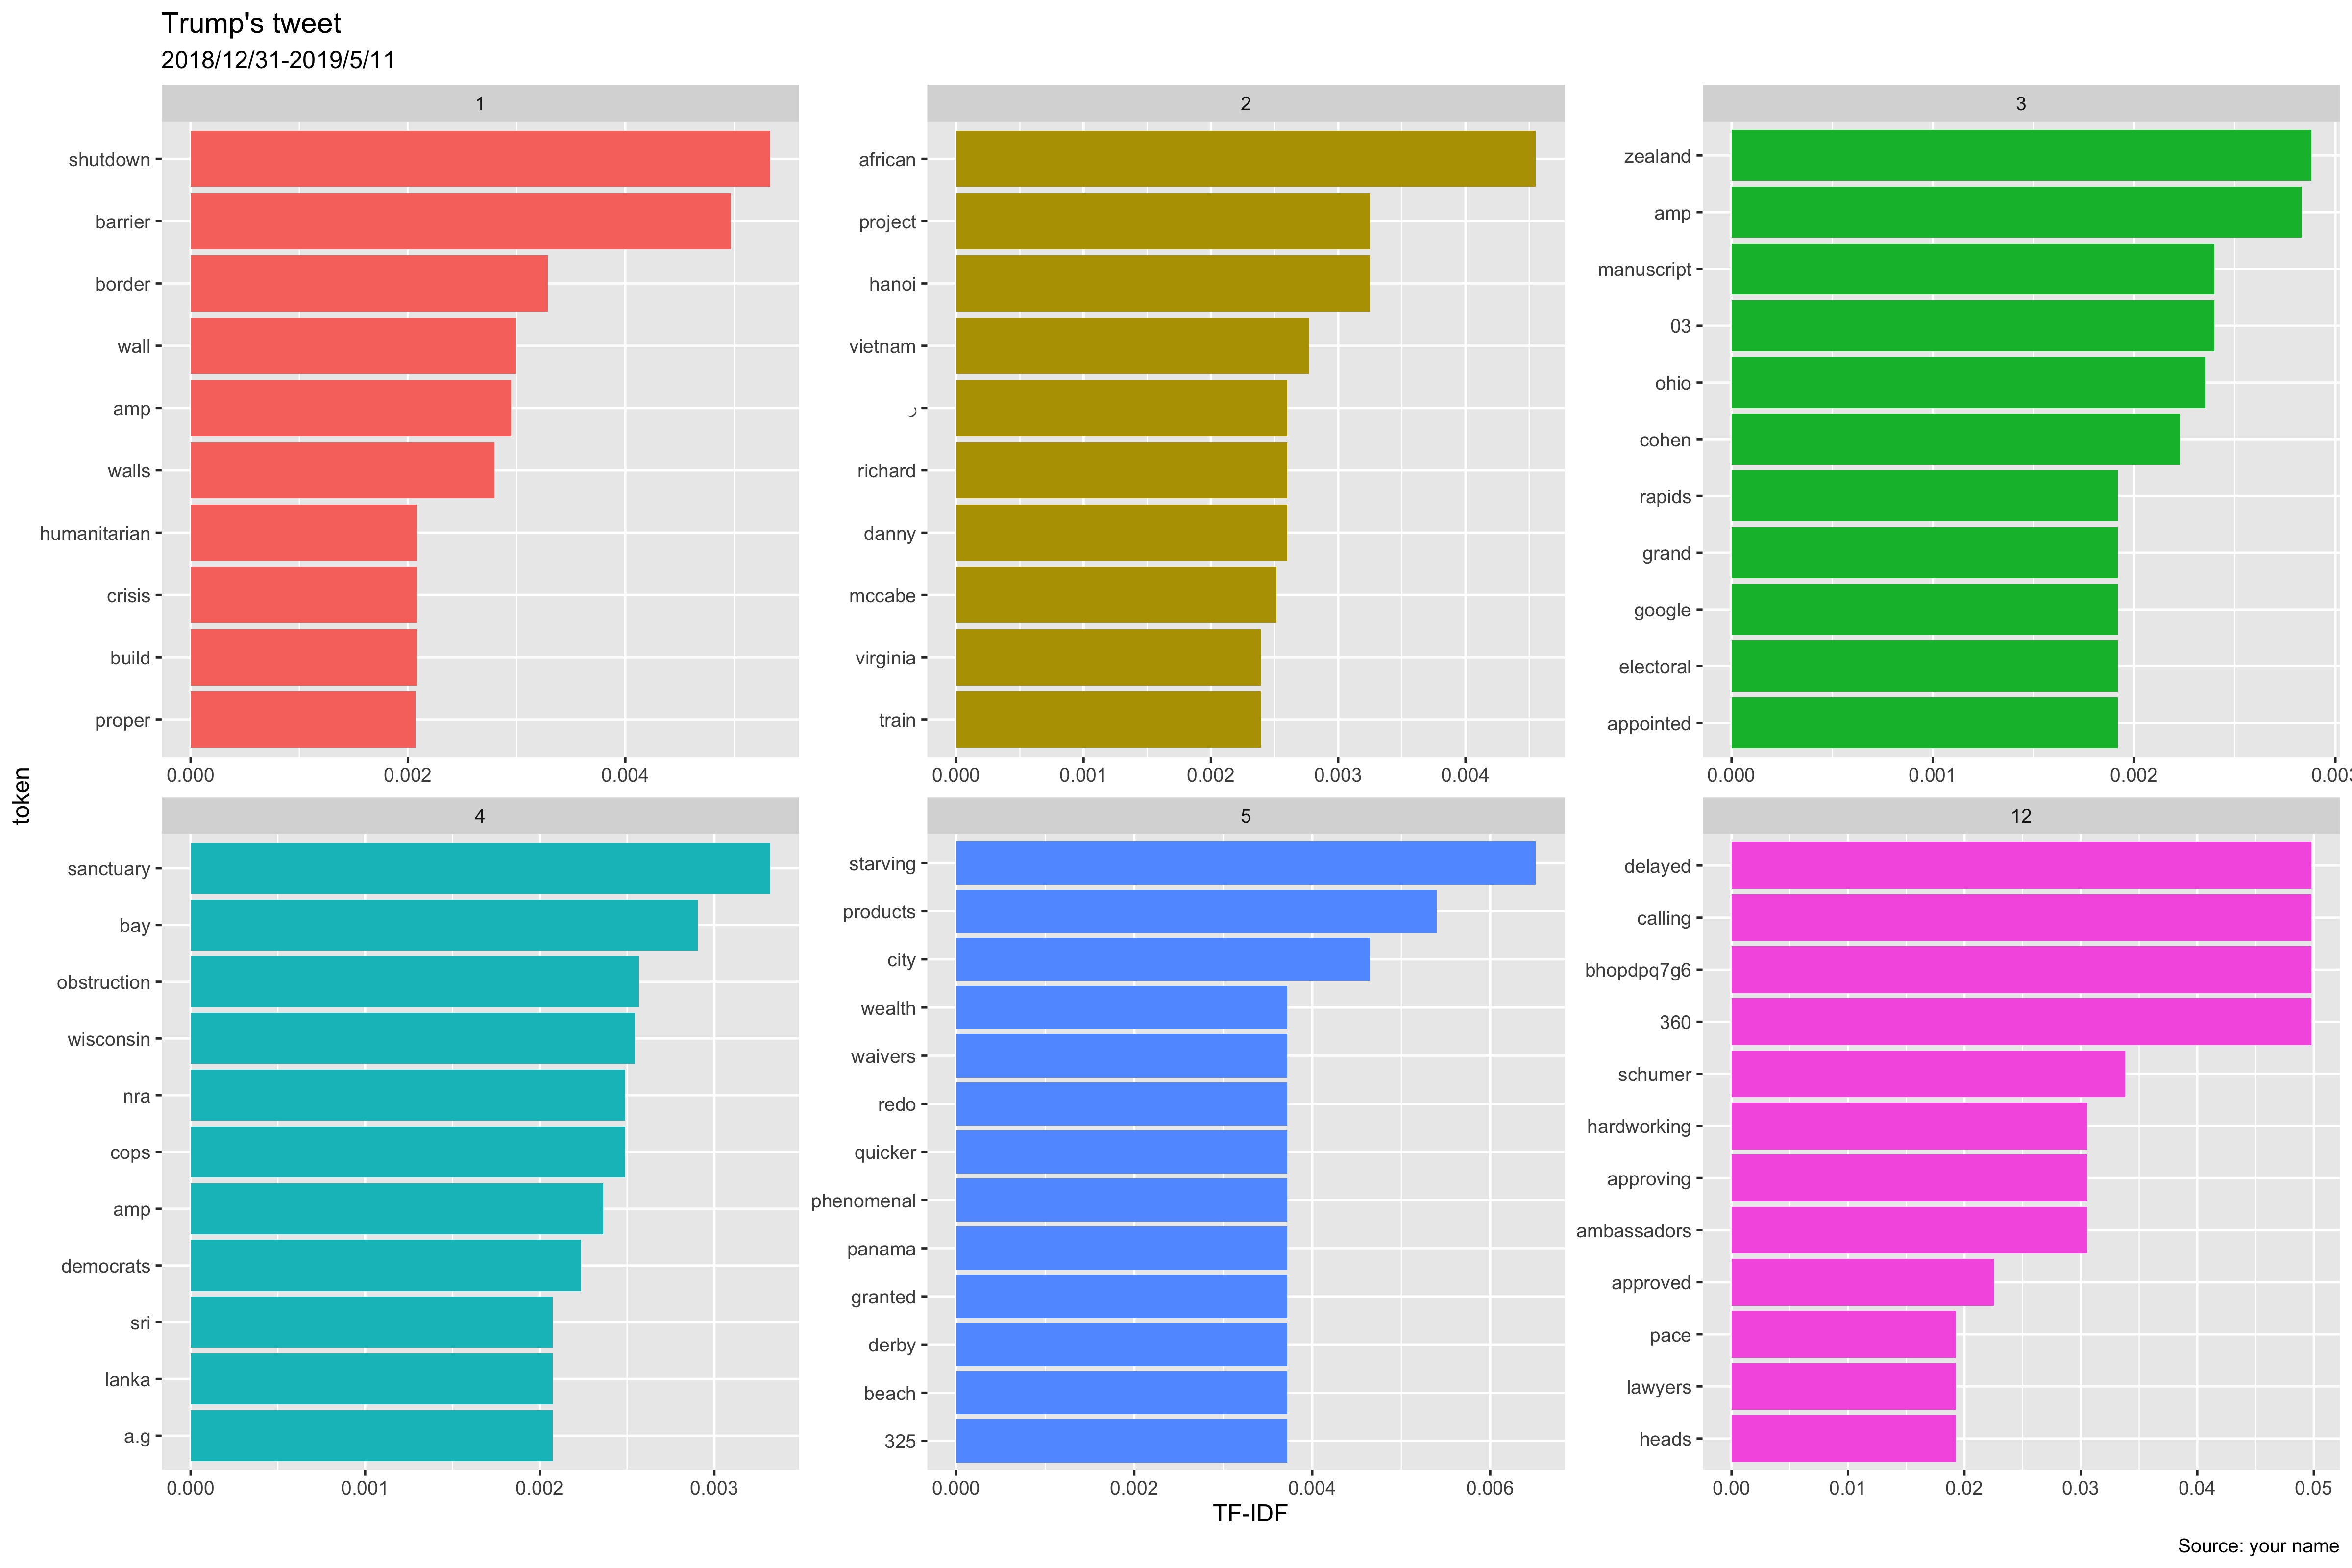 Trump's tweet
2018/12/31-2019/5/11
token
1
shutdown
barrier
border
wall
amp
walls
humanitarian
crisis
build
proper
0.000 0.002 0.004
2
african
project
hanoi
vietnam
richard
danny
mccabe
virginia
train
0.000 0.001 0.002 0.003 0.004
3
zealand
amp
manuscript
03
ohio
cohen
rapids
grand
google
electoral
appointed
0.000 0.001 0.002
4
sanctuary
bay
obstruction
wisconsin
nra
cops
amp
democrats
sri
lanka
a.g
0.000 0.001 0.002 0.003
5
starving
products
city
wealth
waivers
redo
quicker
phenomenal
panama
granted
derby
beach
325
0.000 0.002 0.004 0.006
12
delayed
calling
bhopdpq7g6
360
schumer
hardworking
approving
ambassadors
approved
pace
lawyers
heads
0.00 0.01 0.02 0.03 0.04 0.05
TF-IDF
Source: your name